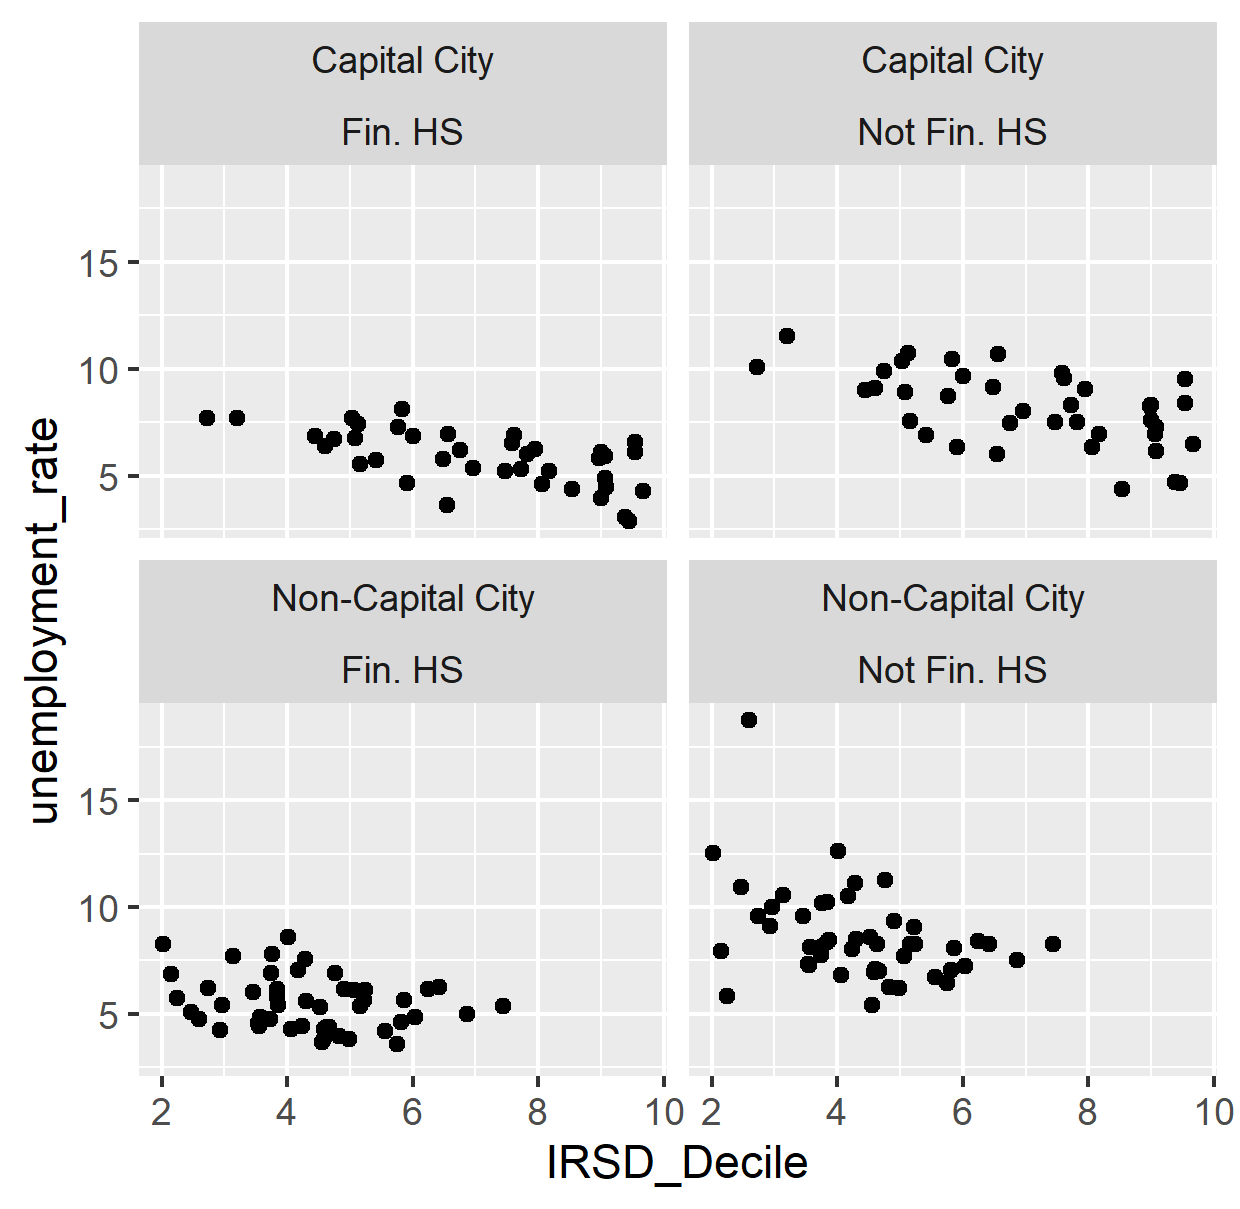 Capital City
Fin. HS
Capital City
Not Fin. HS
15
10
5
Non-Capital City
Fin. HS
Non-Capital City
Not Fin. HS
15
10
5
unemployment_rate
2 4 6 8 10 2 4 6 8 10
IRSD_Decile